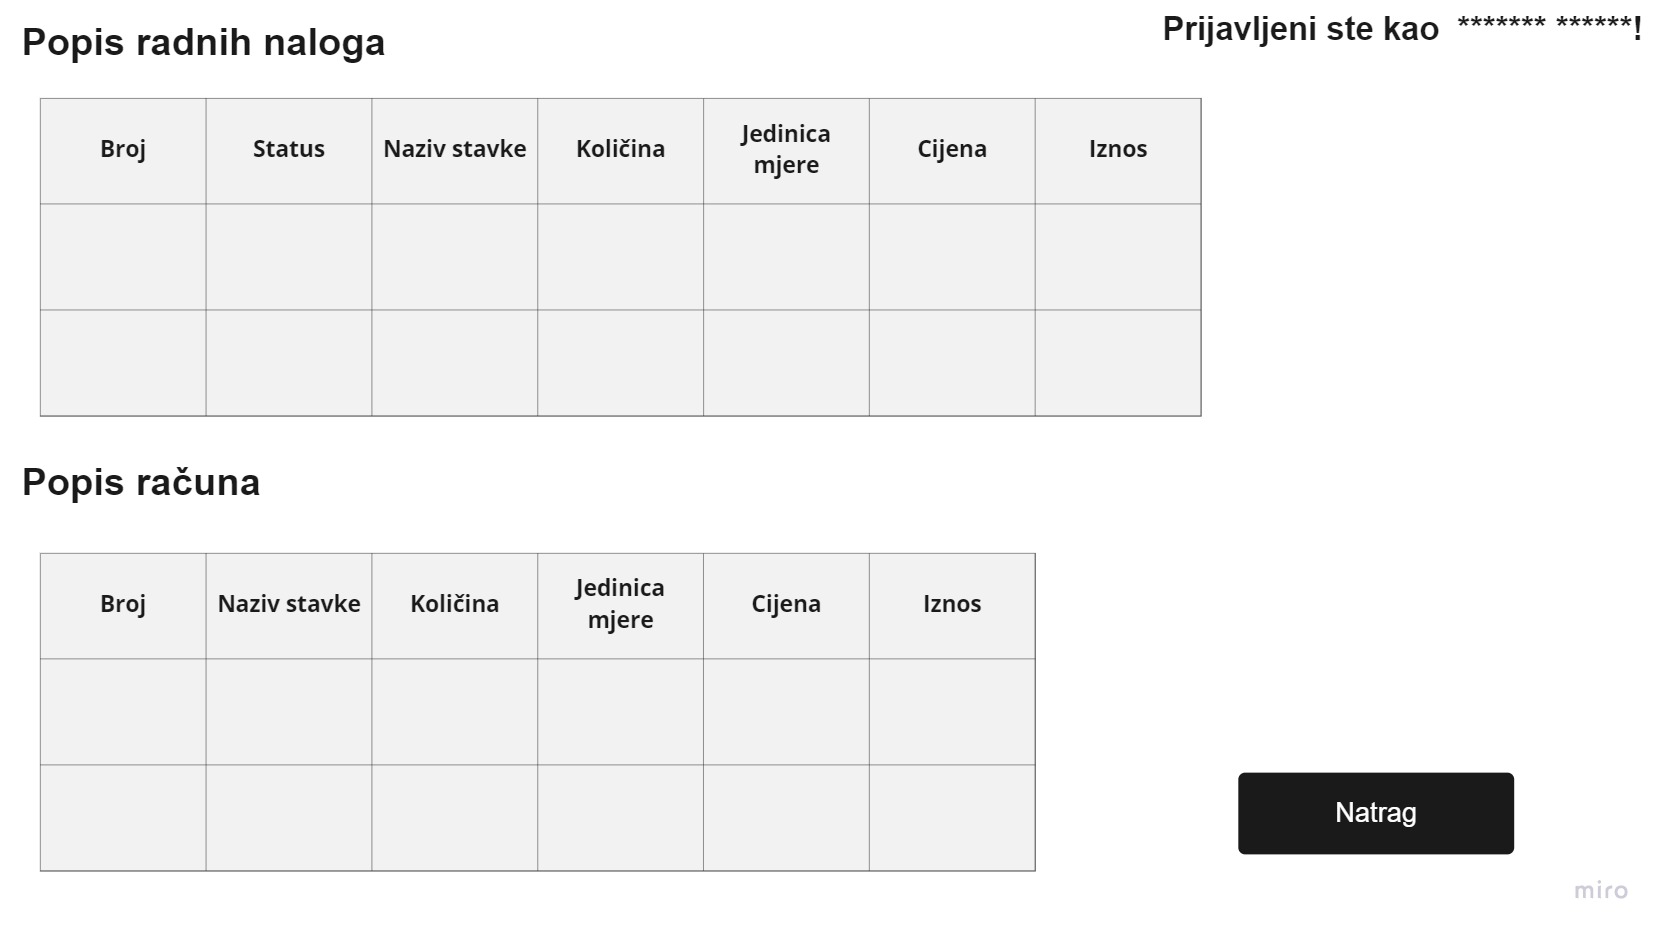 Popis radnih naloga
Prijavljeni ste kao ******* ******!
Broj
Status
Naziv stavke
Količina
Jedinica
mjere
Cijena
Iznos
Popis računa
Broj
Naziv stavke
Količina
Jedinica
mjere
Cijena
Iznos
Natrag
miro